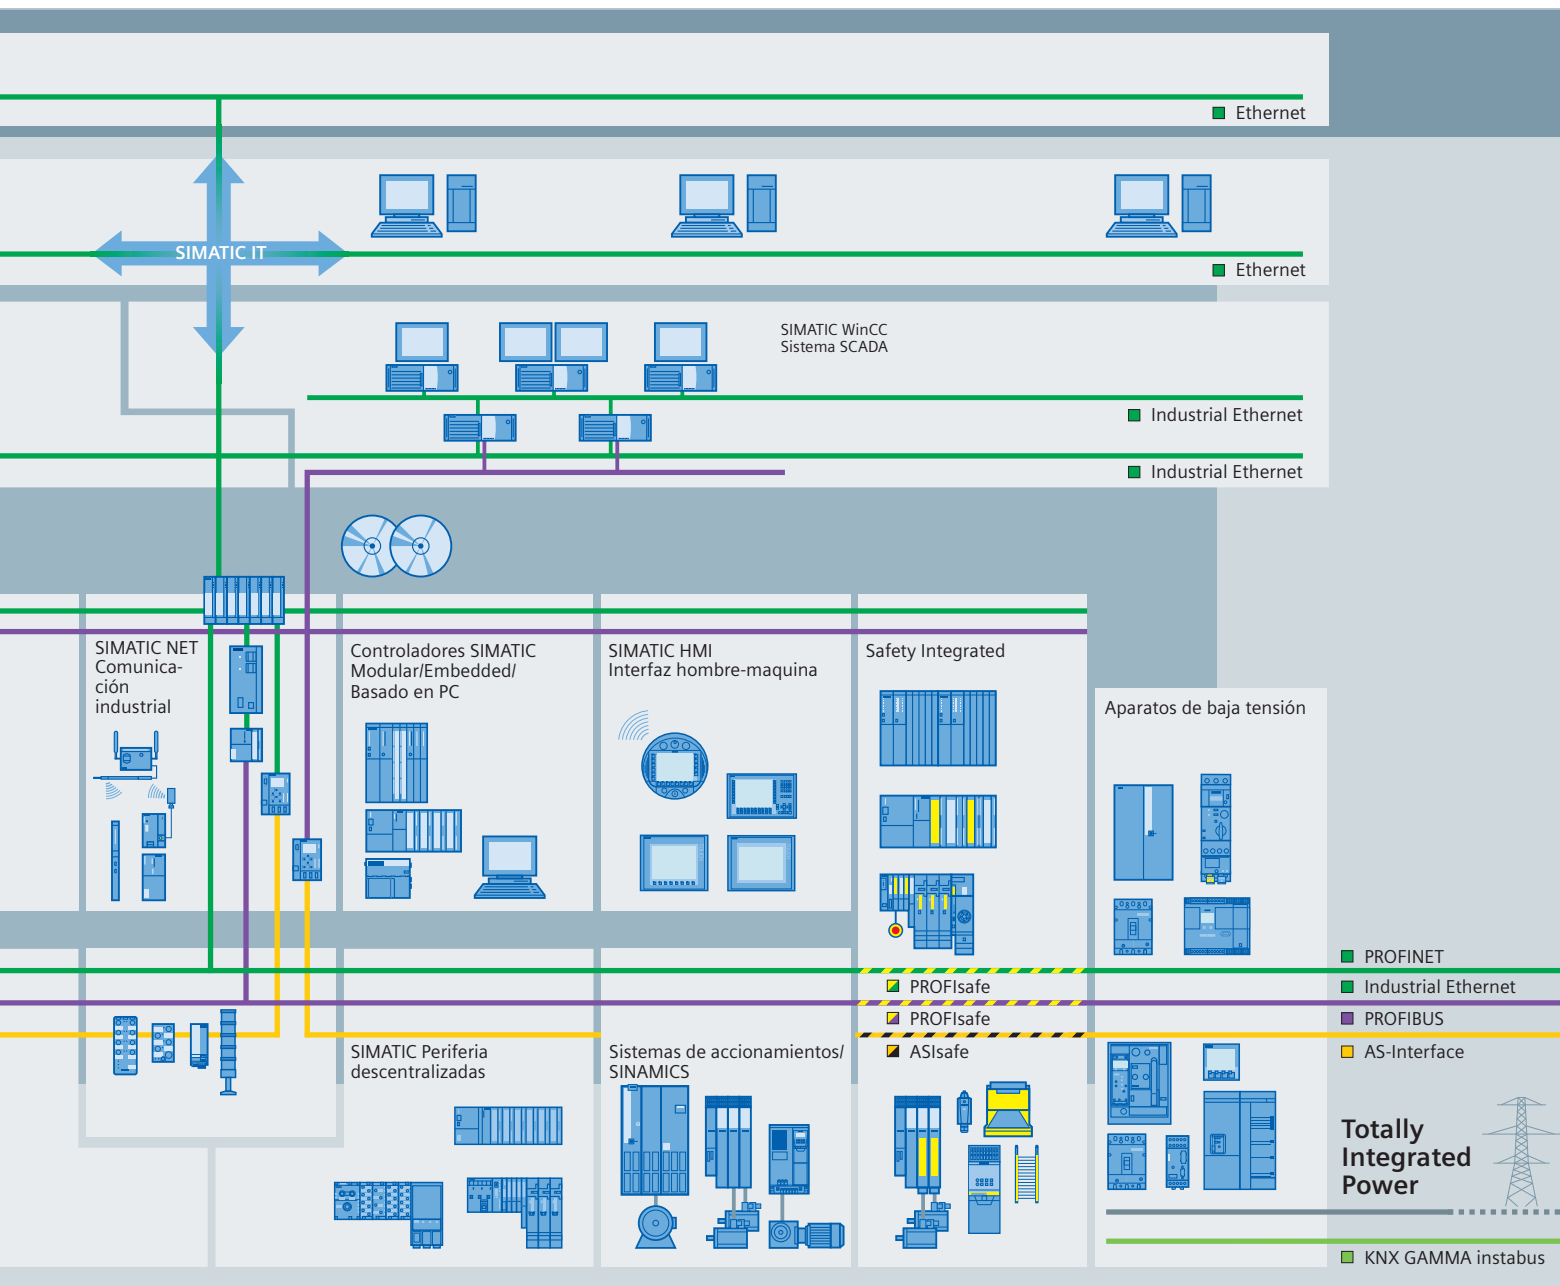 Ethernet
SIMATIC IT
Ethernet
SIMATIC WinCC
Sistema SCADA
Industrial Ethernet
Industrial Ethernet
SIMATIC NET
Comunica-
ción
industrial
Controladores SIMATIC
Modular/Embedded/
Basado en PC
SIMATIC HMI
Interfaz hombre-maquina
Safety Integrated
Aparatos de baja tensión
PROFINET
PROFIsafe
Industrial Ethernet
PROFIsafe
PROFIBUS
ASIsafe
AS-Interface
SIMATIC Periferia
descentralizadas
Sistemas de accionamientos/
SINAMICS
Totally
Integrated
Power
KNX GAMMA instabus